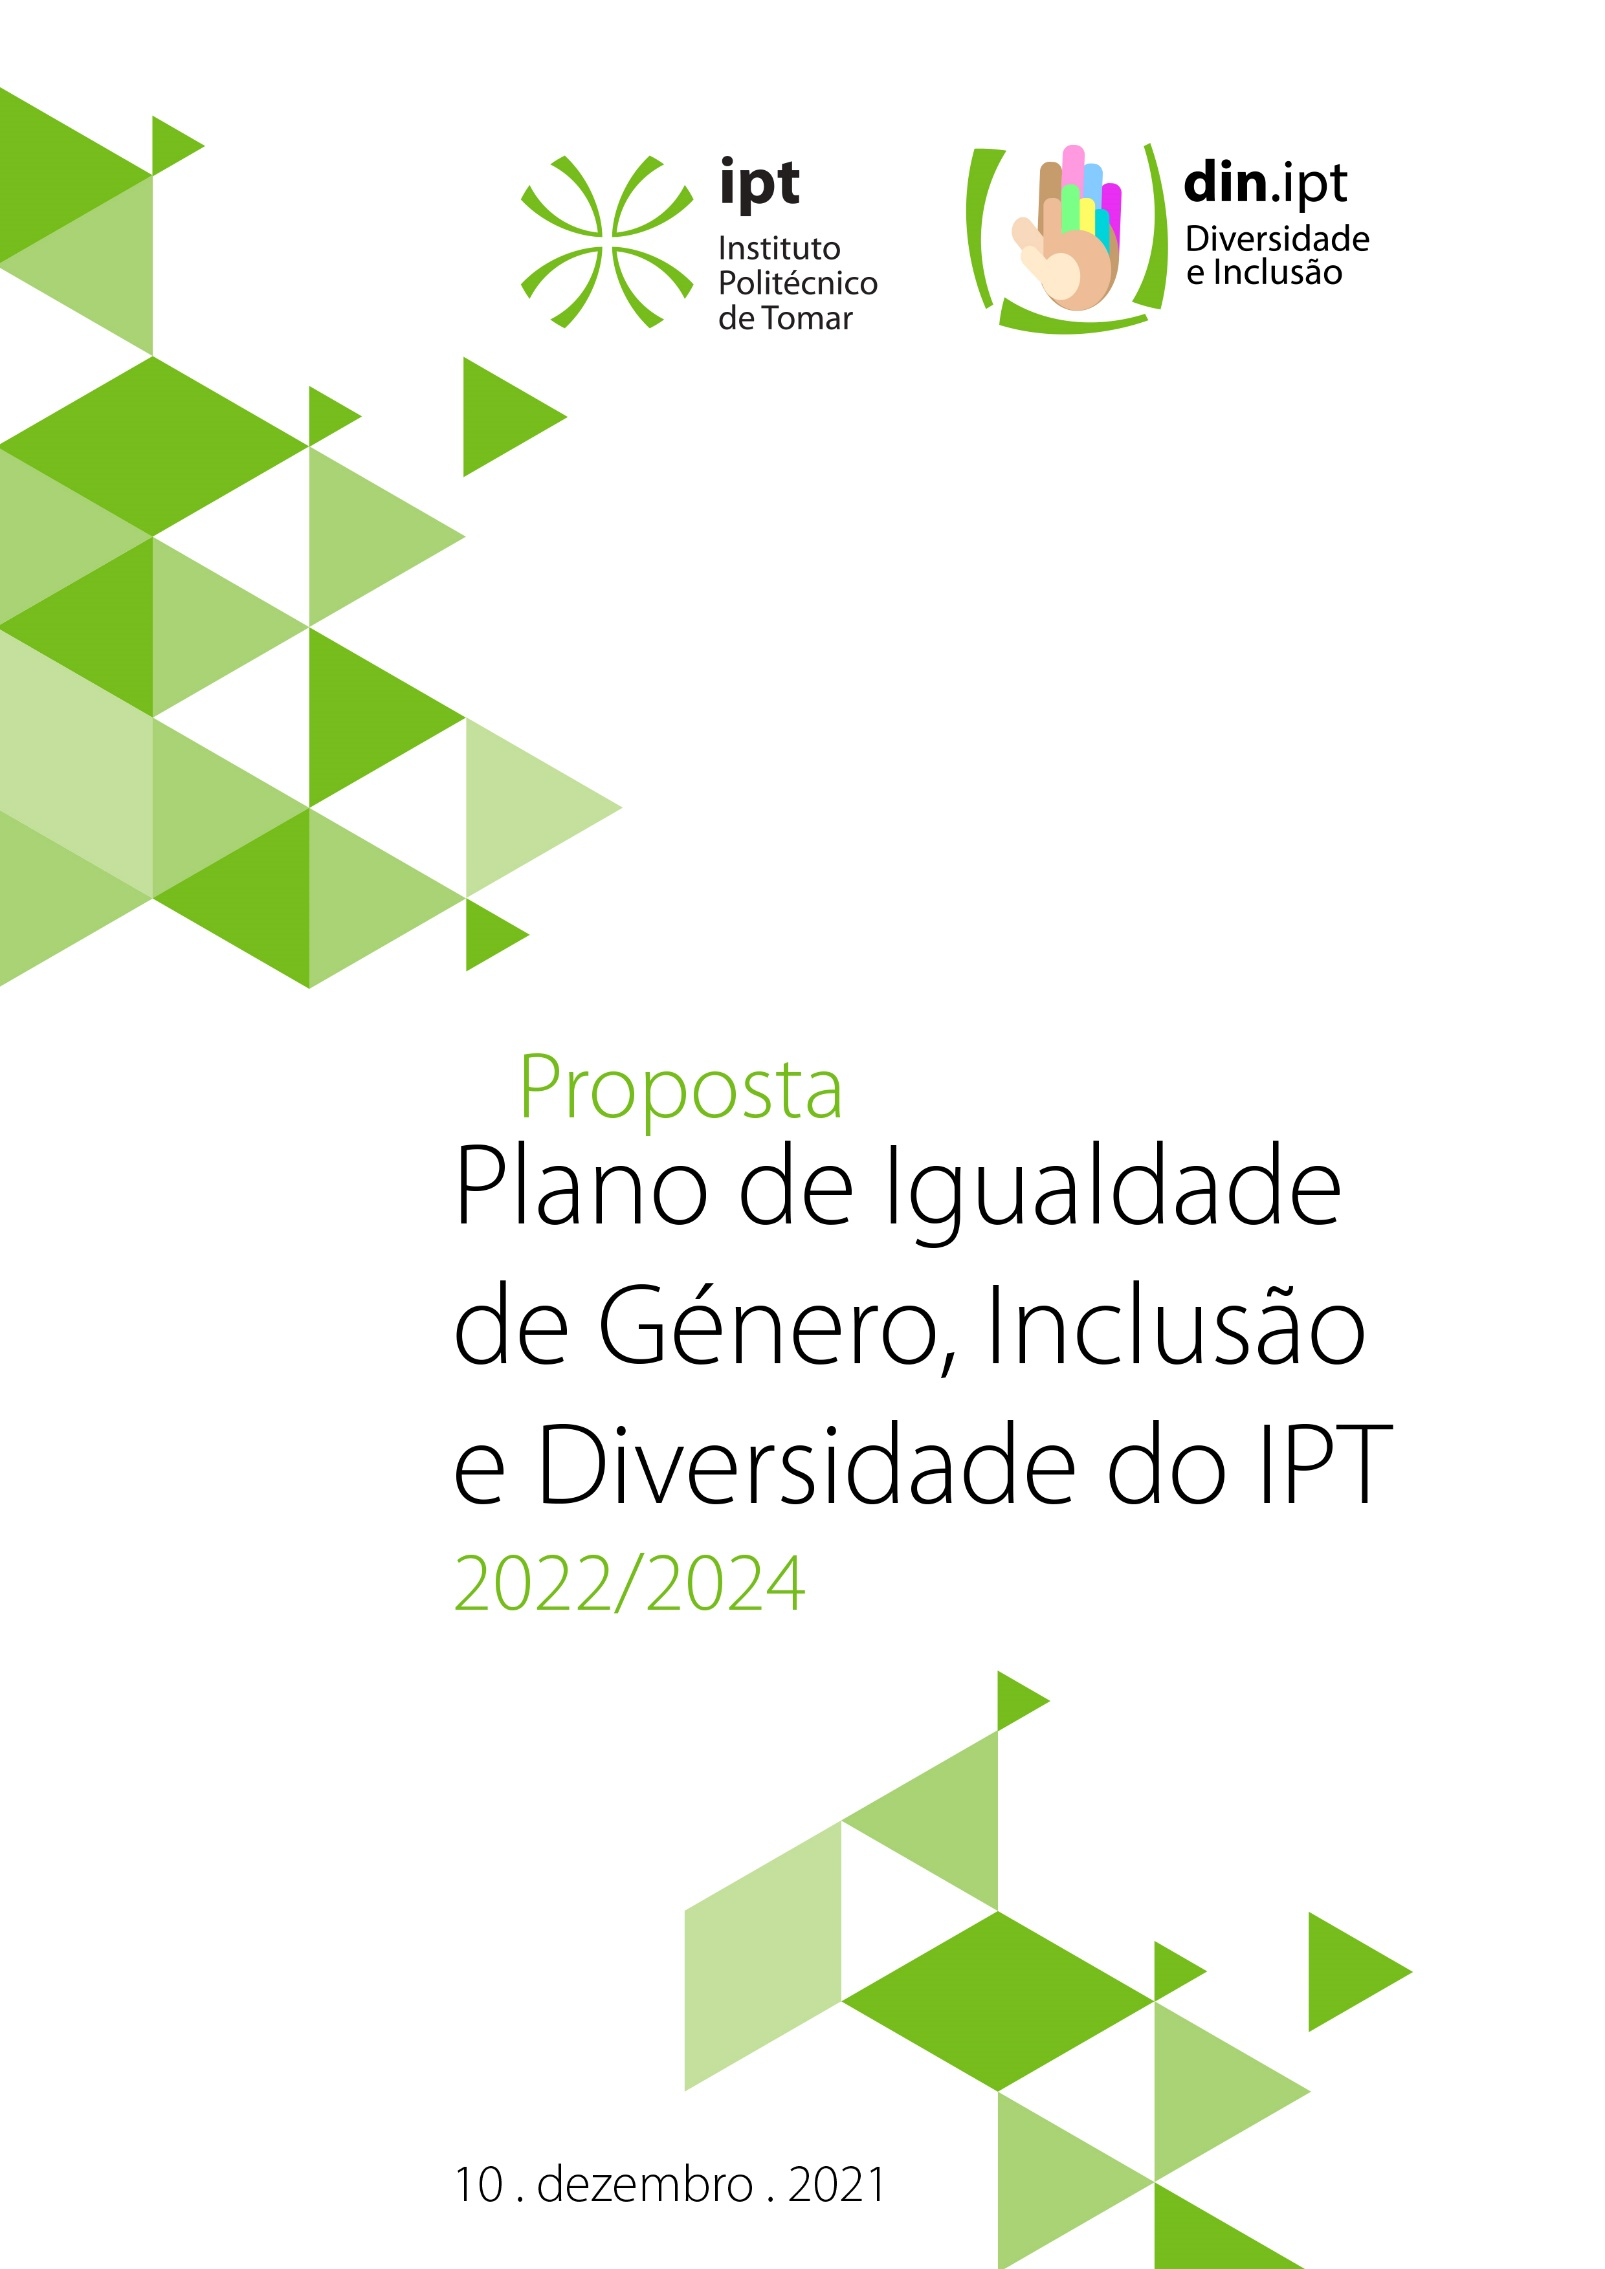 ipt
Instituto
Politécnico
de Tomar
din.ipt
Diversidade
e Inclusão
Proposta
Plano de Igualdade
de Género, Inclusão
e Diversidade do IPT
2022/2024
10 . dezembro . 2021